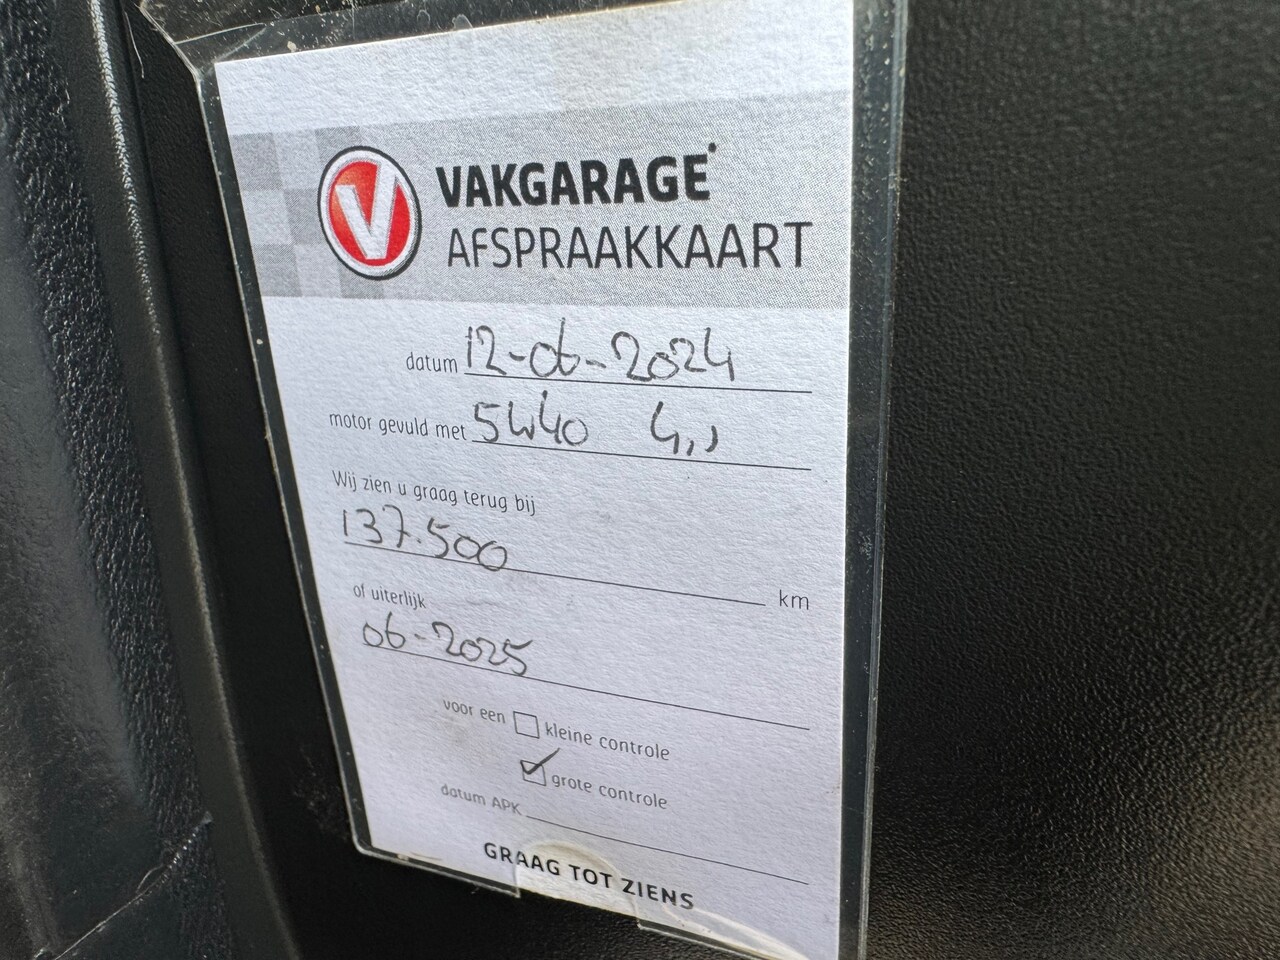 V
VAKGARAGE
AFSPRAAKKAART
datum 12-06-2024
motor gevuld met 5W40 4,,
Wij zien u graag terug bij
137.500 km
of uiterlijk
06-2025
voor een ☐ kleine controle
☑ grote controle
datum APK
GRAAG TOT ZIENS